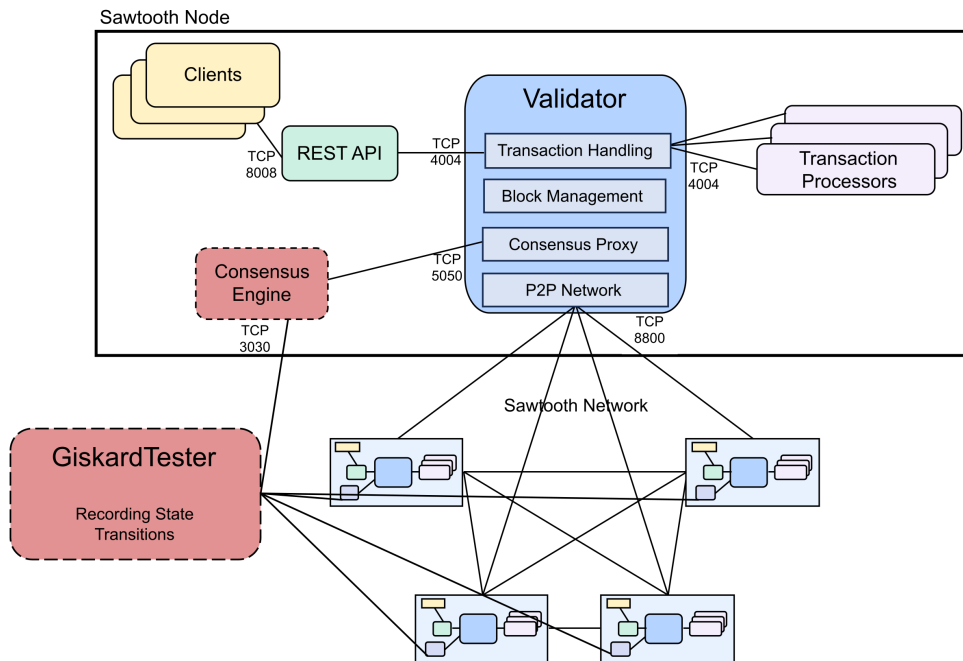 Sawtooth Node
Clients
Validator
REST API
TCP
4004
Transaction Handling
TCP
8008
TCP
4004
Transaction
Processors
Block Management
Consensus Proxy
Consensus
Engine
TCP
5050
P2P Network
TCP
3030
TCP
8800
Sawtooth Network
GiskardTester
Recording State
Transitions